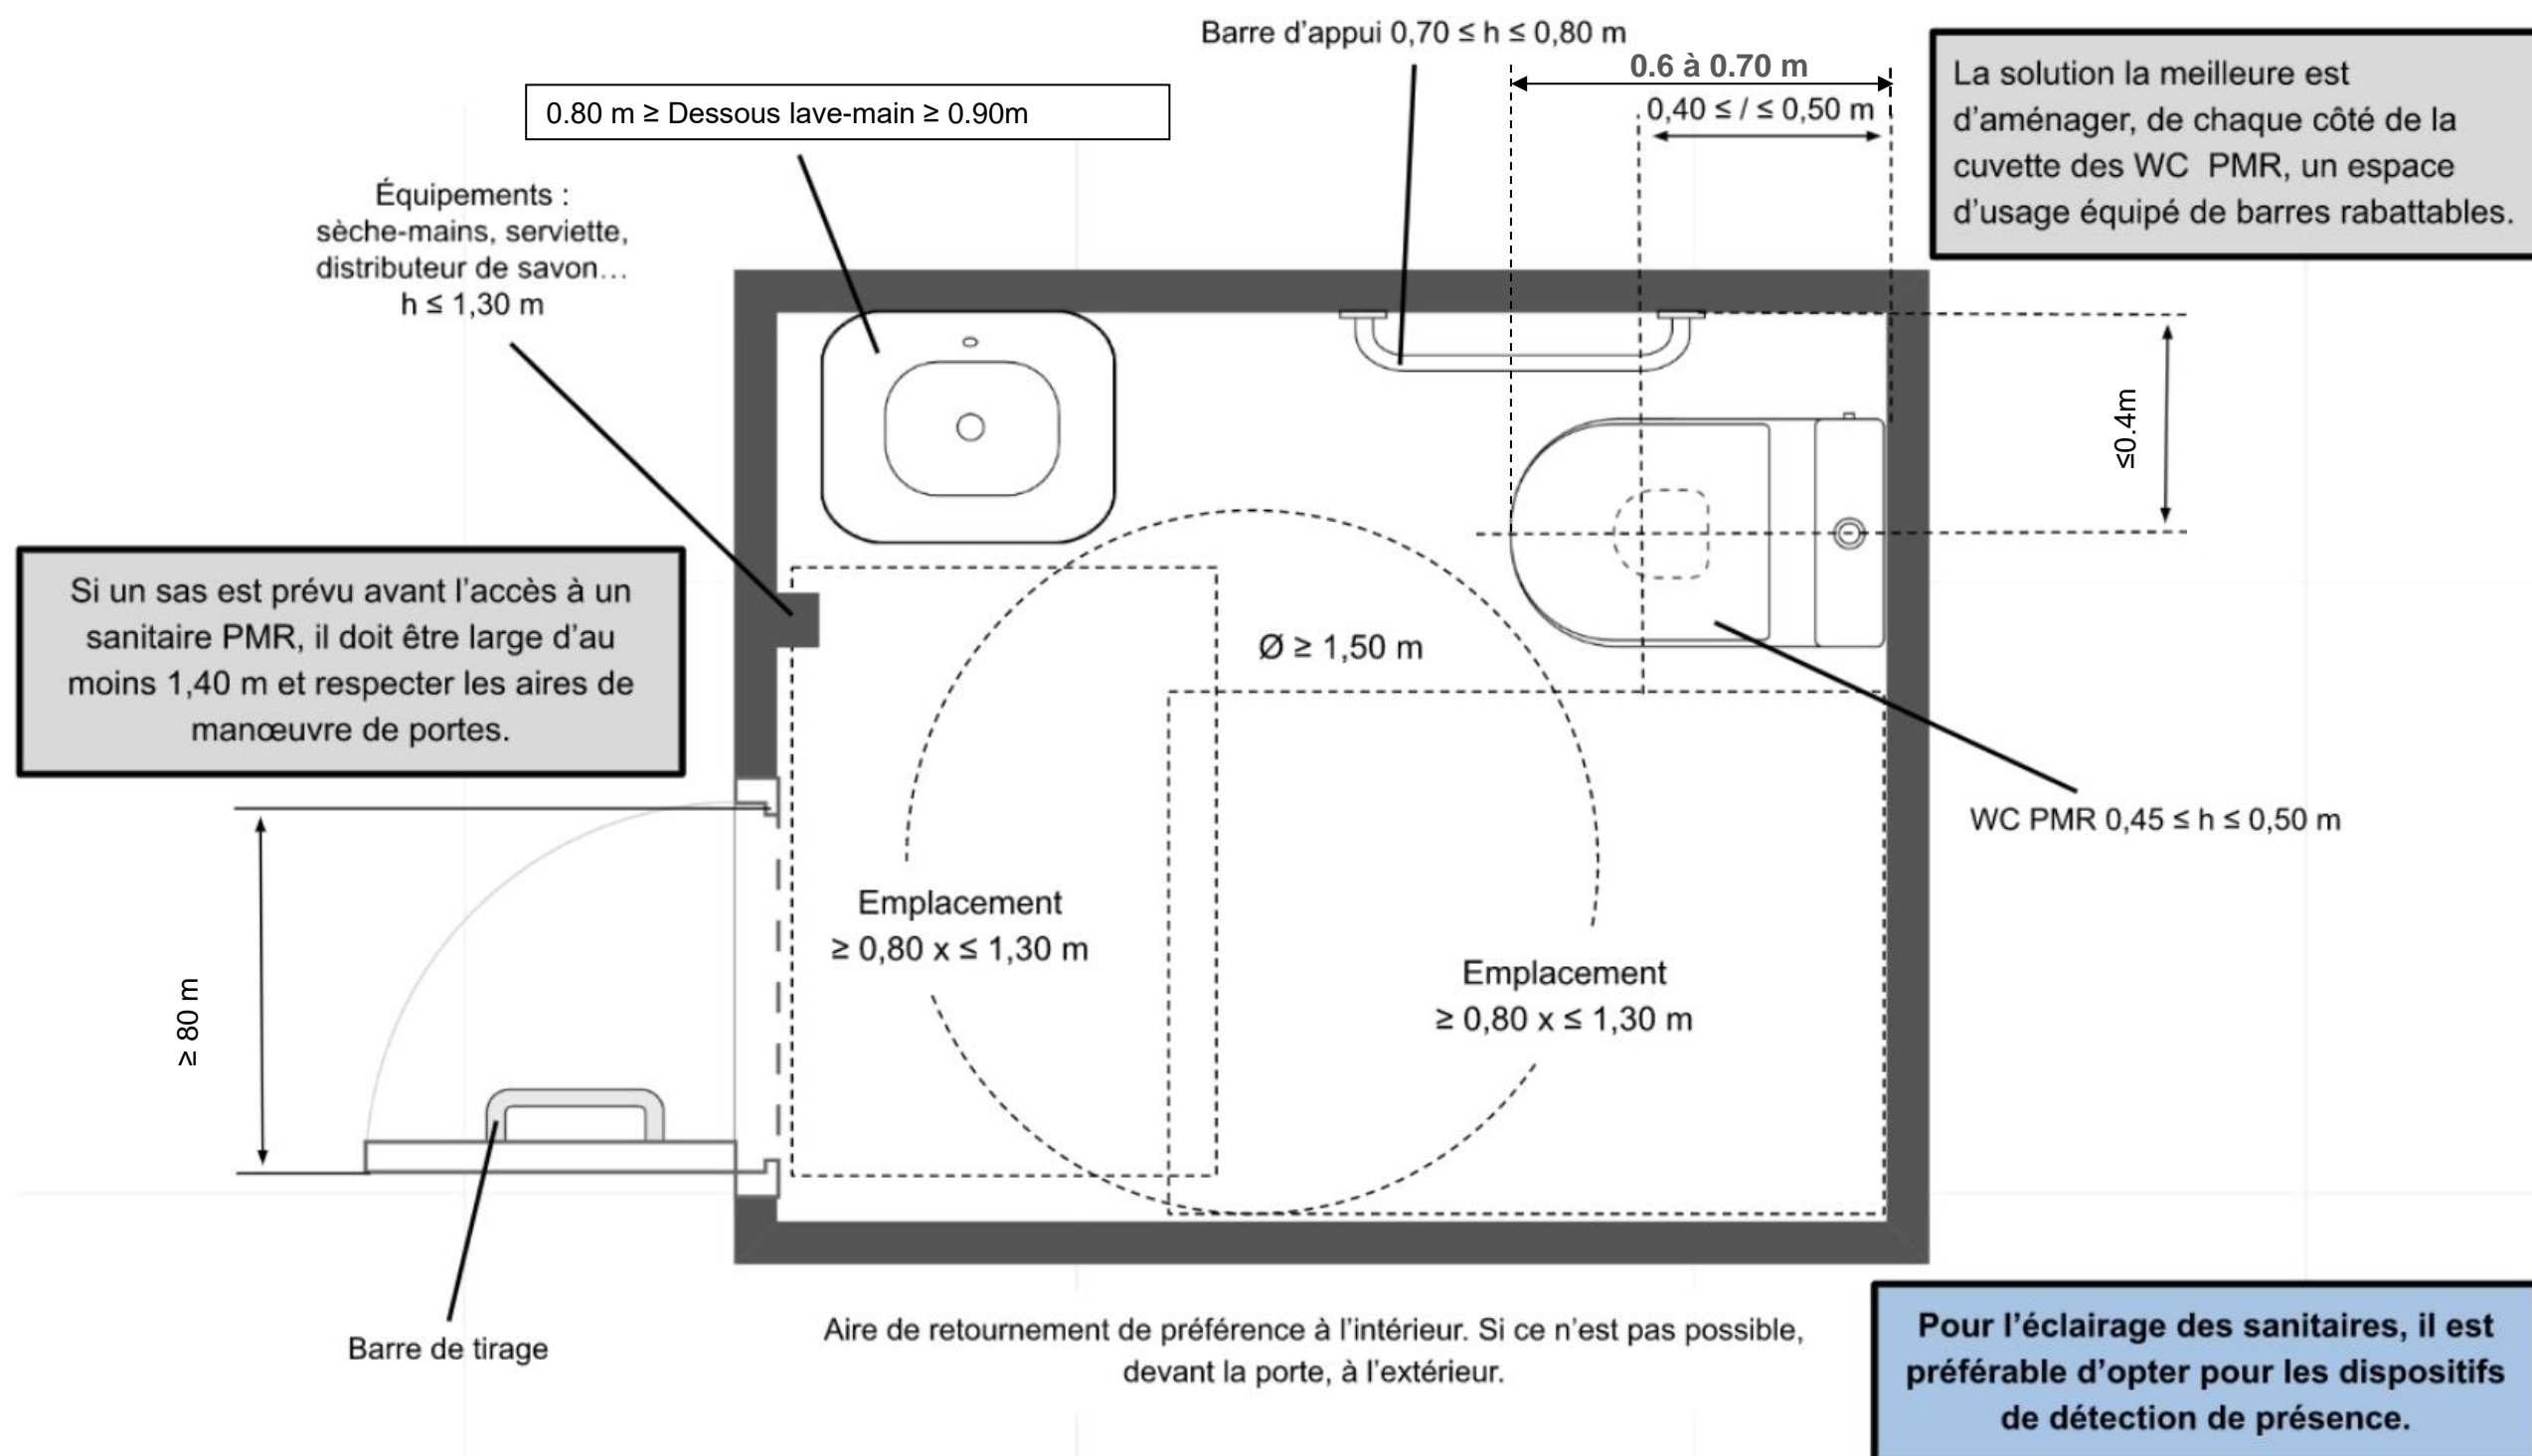 Barre d’appui 0,70 ≤ h ≤ 0,80 m
0.6 à 0.70 m
0,40 ≤ / ≤ 0,50 m
0.80 m ≥ Dessous lave-main ≥ 0.90m
La solution la meilleure est
d’aménager, de chaque côté de la
cuvette des WC PMR, un espace
d’usage équipé de barres rabattables.
Équipements :
sèche-mains, serviette,
distributeur de savon…
h ≤ 1,30 m
≤0.4m
Si un sas est prévu avant l’accès à un
sanitaire PMR, il doit être large d’au
moins 1,40 m et respecter les aires de
manœuvre de portes.
Ø ≥ 1,50 m
WC PMR 0,45 ≤ h ≤ 0,50 m
Emplacement
≥ 0,80 x ≤ 1,30 m
Emplacement
≥ 0,80 x ≤ 1,30 m
≥ 80 m
Barre de tirage
Aire de retournement de préférence à l’intérieur. Si ce n’est pas possible,
devant la porte, à l’extérieur.
Pour l’éclairage des sanitaires, il est
préférable d’opter pour les dispositifs
de détection de présence.